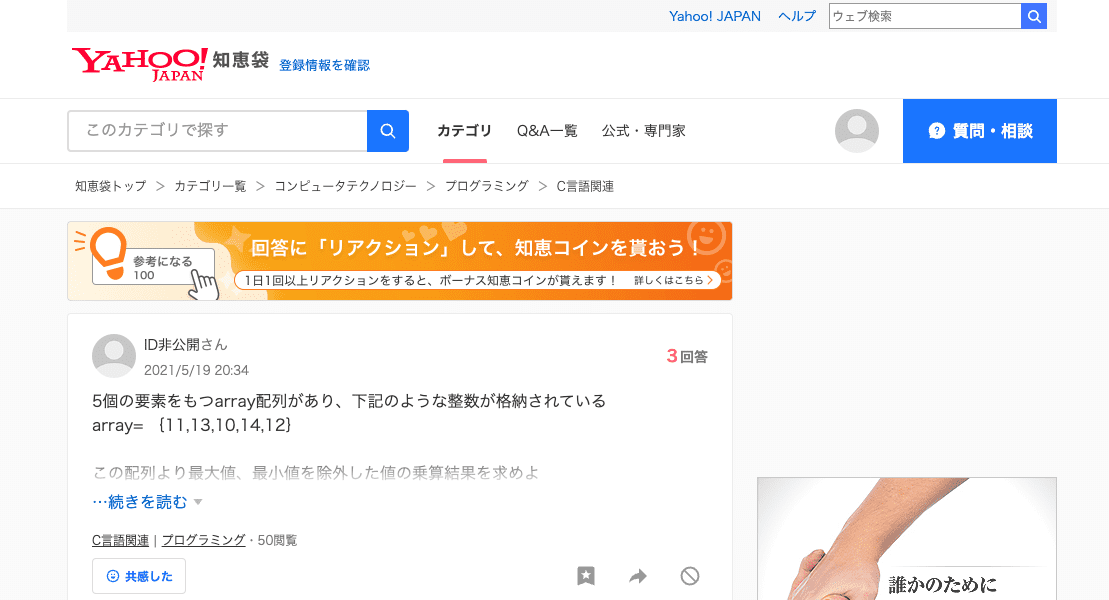 Yahoo! JAPAN ヘルプ ウェブ検索
YAHOO! JAPAN 知恵袋 登録情報を確認
このカテゴリで探す カテゴリ Q&A一覧 公式・専門家 質問・相談
知恵袋トップ > カテゴリ一覧 > コンピュータテクノロジー > プログラミング > C言語関連
回答に「リアクション」して、知恵コインを貰おう！
参考になる
100
1日1回以上リアクションをすると、ボーナス知恵コインが貰えます！ 詳しくはこちら
ID非公開さん
2021/5/19 20:34
3回答
5個の要素をもつarray配列があり、下記のような整数が格納されている
array= {11,13,10,14,12}
この配列より最大値、最小値を除外した値の乗算結果を求めよ
…続きを読む
C言語関連 | プログラミング・50閲覧
共感した
誰かのために